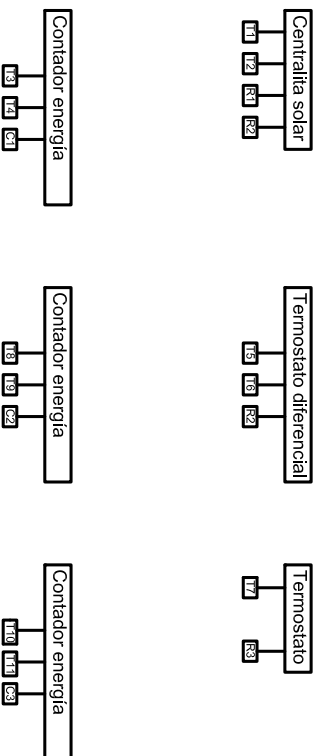 Centralita solar
T1 T2 R1 R2
Termostato diferencial
T5 T6 R2
Termostato
T7 R3
Contador energía
T3 T4 C1
Contador energía
T8 T9 C2
Contador energía
T10 T11 C3